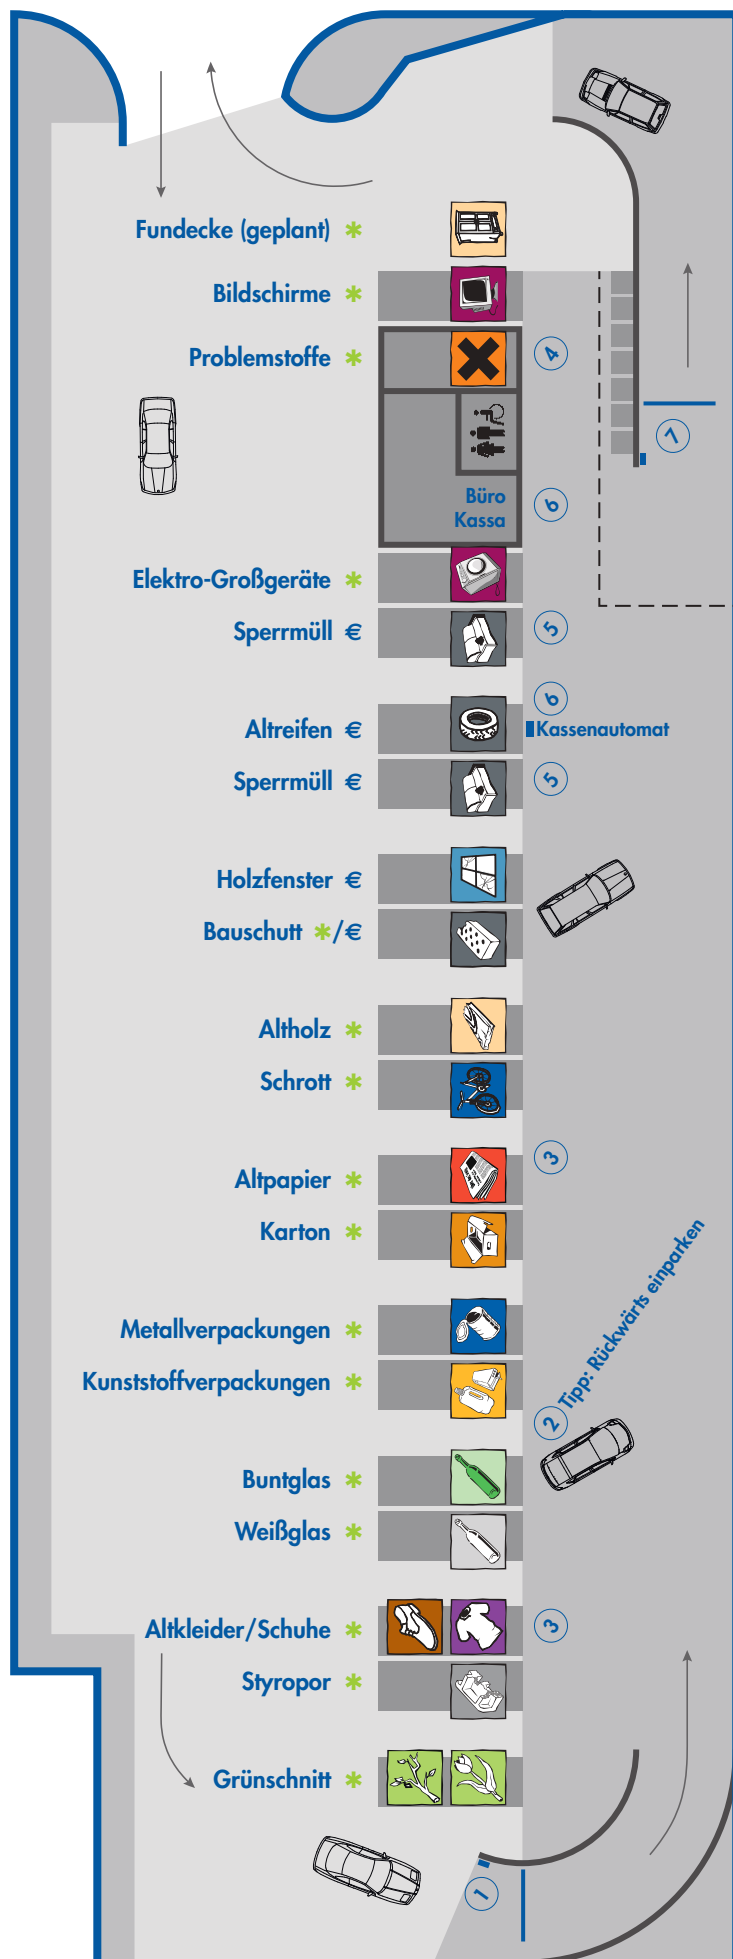 Fundecke (geplant) *
Bildschirme *
Problemstoffe *
4
7
Büro
Kassa
6
Elektro-Großgeräte *
Sperrmüll €
5
6
Altreifen €
Kassenautomat
Sperrmüll €
5
Holzfenster €
Bauschutt */€
Altholz *
Schrott *
3
Altpapier *
Karton *
Metallverpackungen *
Kunststoffverpackungen *
2 Tipp: Rückwärts einparken
Buntglas *
Weißglas *
Altkleider/Schuhe *
3
Styropor *
Grünschnitt *
1